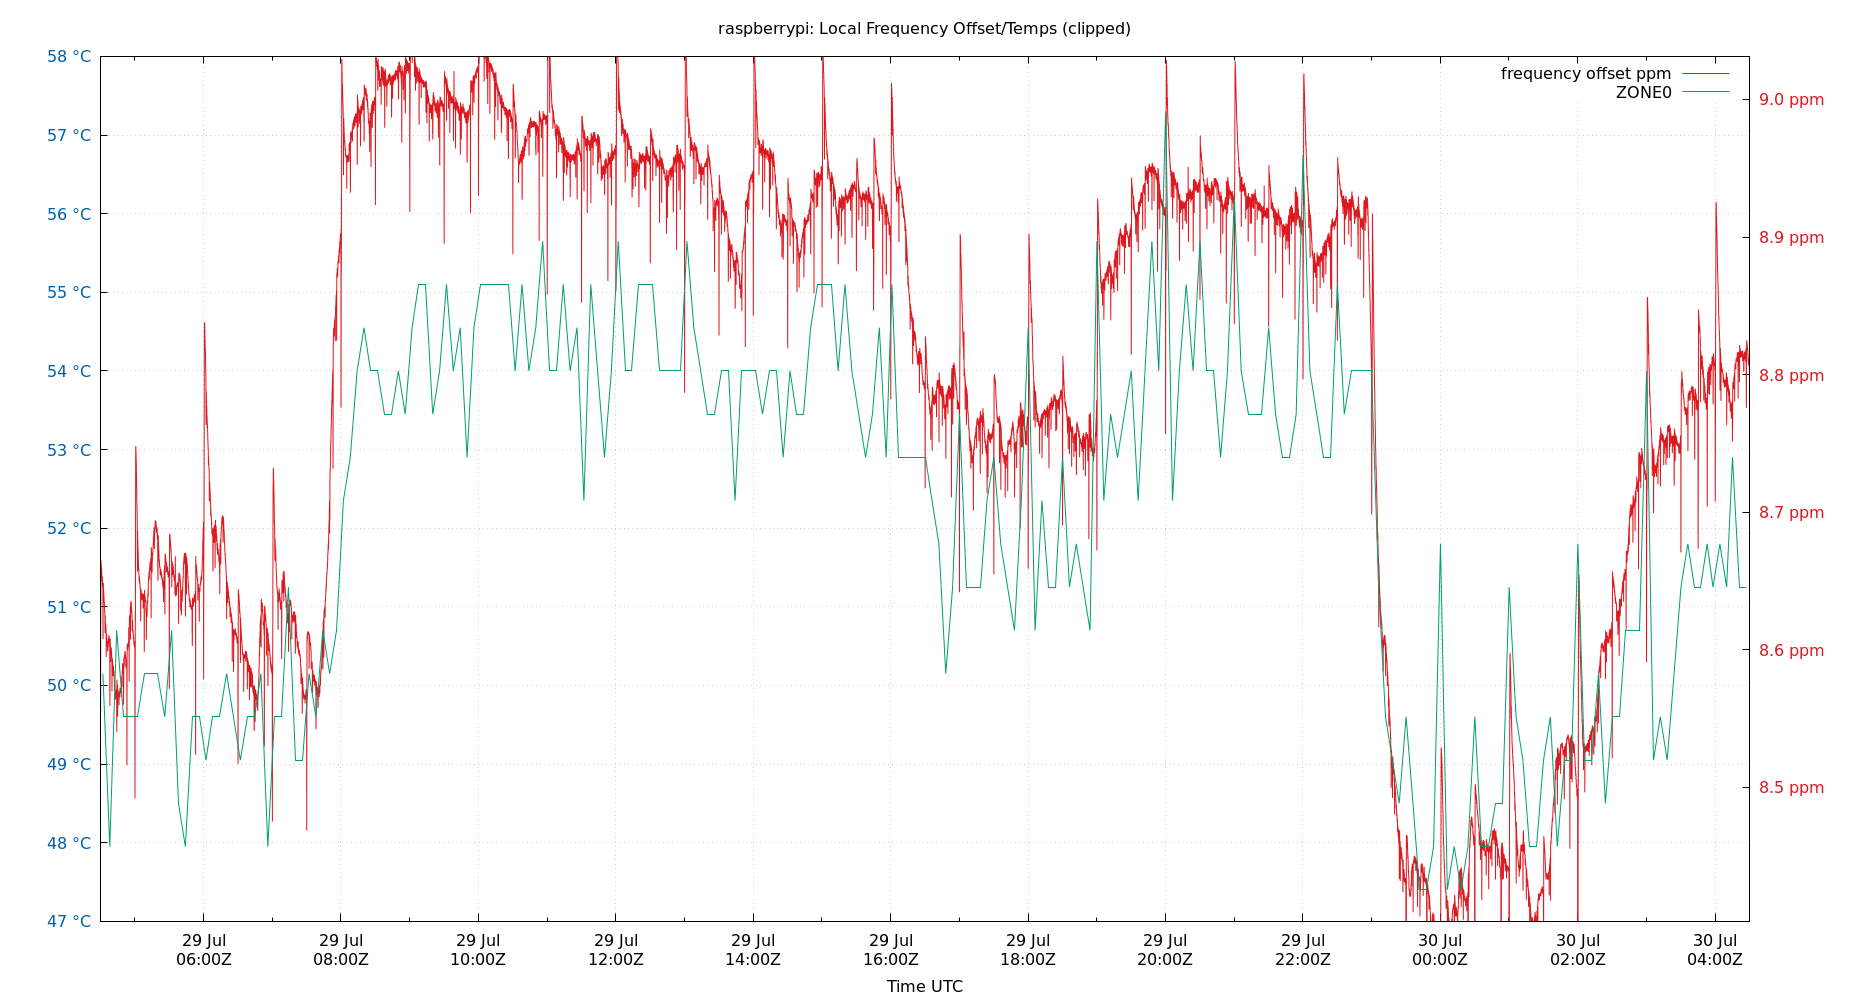 raspberrypi: Local Frequency Offset/Temps (clipped)
58 °C
57 °C
56 °C
55 °C
54 °C
53 °C
52 °C
51 °C
50 °C
49 °C
48 °C
47 °C
frequency offset ppm
ZONE0
9.0 ppm
8.9 ppm
8.8 ppm
8.7 ppm
8.6 ppm
8.5 ppm
29 Jul
06:00Z
29 Jul
08:00Z
29 Jul
10:00Z
29 Jul
12:00Z
29 Jul
14:00Z
29 Jul
16:00Z
29 Jul
18:00Z
29 Jul
20:00Z
29 Jul
22:00Z
30 Jul
00:00Z
30 Jul
02:00Z
30 Jul
04:00Z
Time UTC